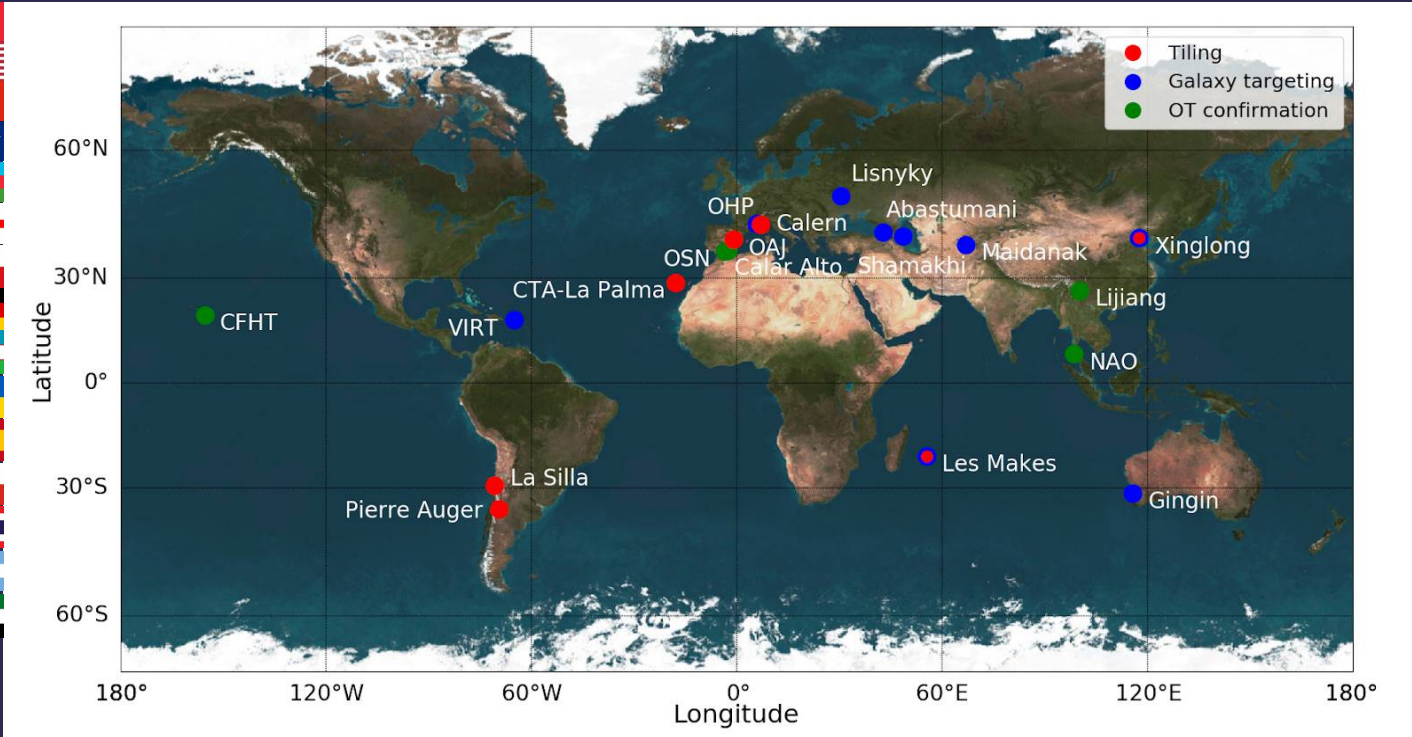 Tiling
Galaxy targeting
OT confirmation
60°N
30°N
0°
30°S
60°S
Latitude
Lisnyky
OHP
Calern
Abastumani
OAJ
OSN
Calar Alto
Shamakhi
Maidanak
Xinglong
CTA-La Palma
Lijiang
CFHT
VIRT
NAO
Les Makes
La Silla
Pierre Auger
Gingin
180°
120°W
60°W
0°
60°E
120°E
180°
Longitude